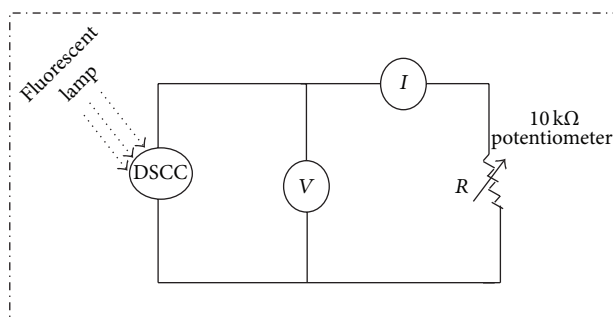 Fluorescent
lamp
DSCC
V
I
R
10 kΩ
potentiometer